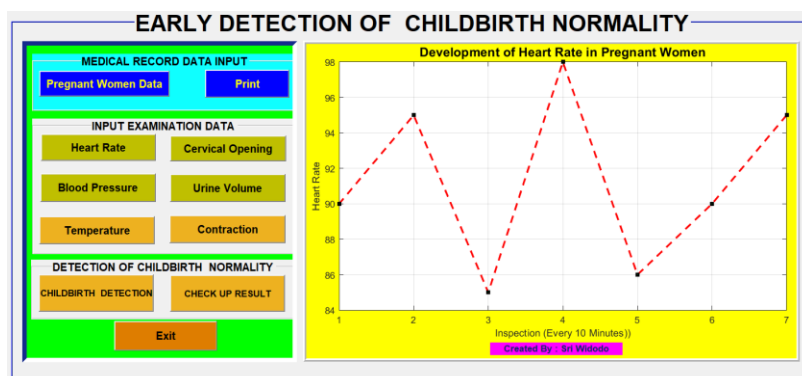 EARLY DETECTION OF CHILDBIRTH NORMALITY
MEDICAL RECORD DATA INPUT
Pregnant Women Data
Print
INPUT EXAMINATION DATA
Heart Rate
Cervical Opening
Blood Pressure
Urine Volume
Temperature
Contraction
DETECTION OF CHILDBIRTH NORMALITY
CHILDBIRTH DETECTION
CHECK UP RESULT
Exit
Development of Heart Rate in Pregnant Women
98
96
94
92
90
88
86
84
Heart Rate
1 2 3 4 5 6 7
Inspection (Every 10 Minutes))
Created By : Sri Widodo